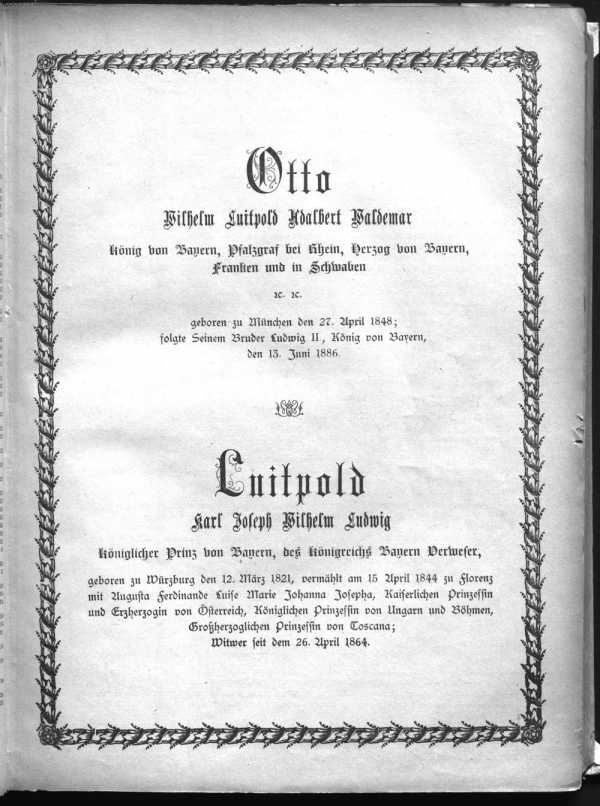 Otto
Wilhelm Luitpold Adalbert Waldemar
König von Bayern, Pfalzgraf bei Rhein, Herzog von Bayern,
Franken und in Schwaben
ꝛc. ꝛc.
geboren zu München den 27. April 1848;
folgte Seinem Bruder Ludwig II., König von Bayern,
den 13. Juni 1886.
Luitpold
Karl Joseph Wilhelm Ludwig
Königlicher Prinz von Bayern, des Königreichs Bayern Verweser,
geboren zu Würzburg den 12. März 1821, vermählt am 15 April 1844 zu Florenz
mit Augusta Ferdinande Luise Marie Johanna Josepha, Kaiserlichen Prinzessin
und Erzherzogin von Österreich, Königlichen Prinzessin von Ungarn und Böhmen,
Großherzoglichen Prinzessin von Toscana;
Witwer seit dem 26. April 1864.